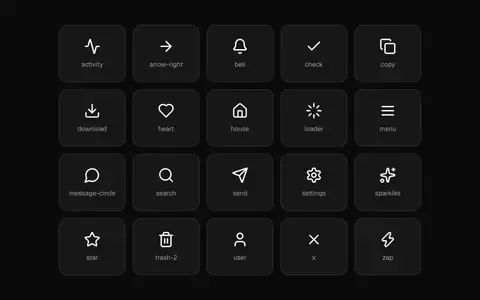 activity
arrow-right
bell
check
copy
download
heart
house
loader
menu
message-circle
search
send
settings
sparkles
star
trash-2
user
x
zap